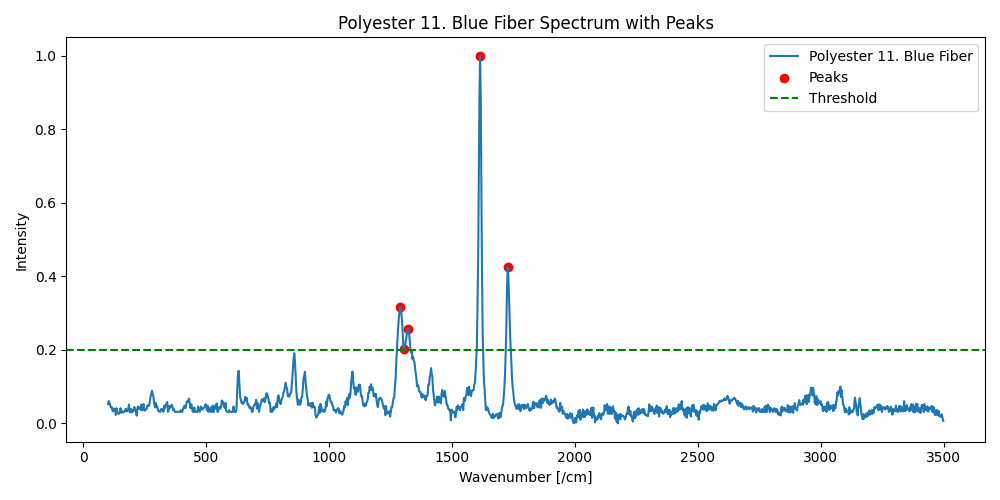 Polyester 11. Blue Fiber Spectrum with Peaks
Polyester 11. Blue Fiber
Peaks
Threshold
Intensity
1.0
0.8
0.6
0.4
0.2
0.0
0 500 1000 1500 2000 2500 3000 3500
Wavenumber [/cm]